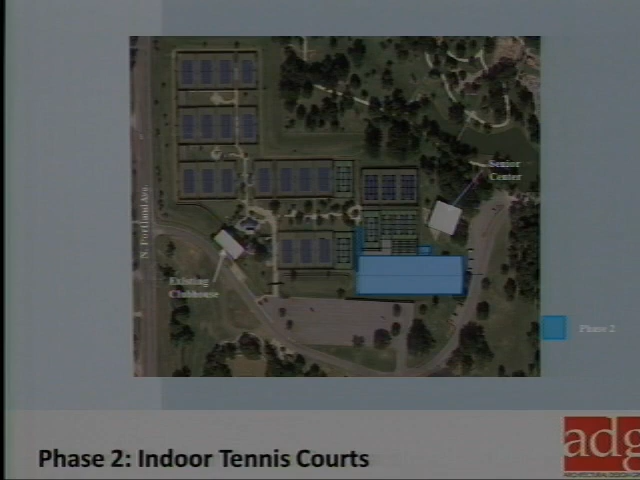 Senior
Center
N. Portland Ave.
Existing
Clubhouse
Phase 2
Phase 2: Indoor Tennis Courts
adg